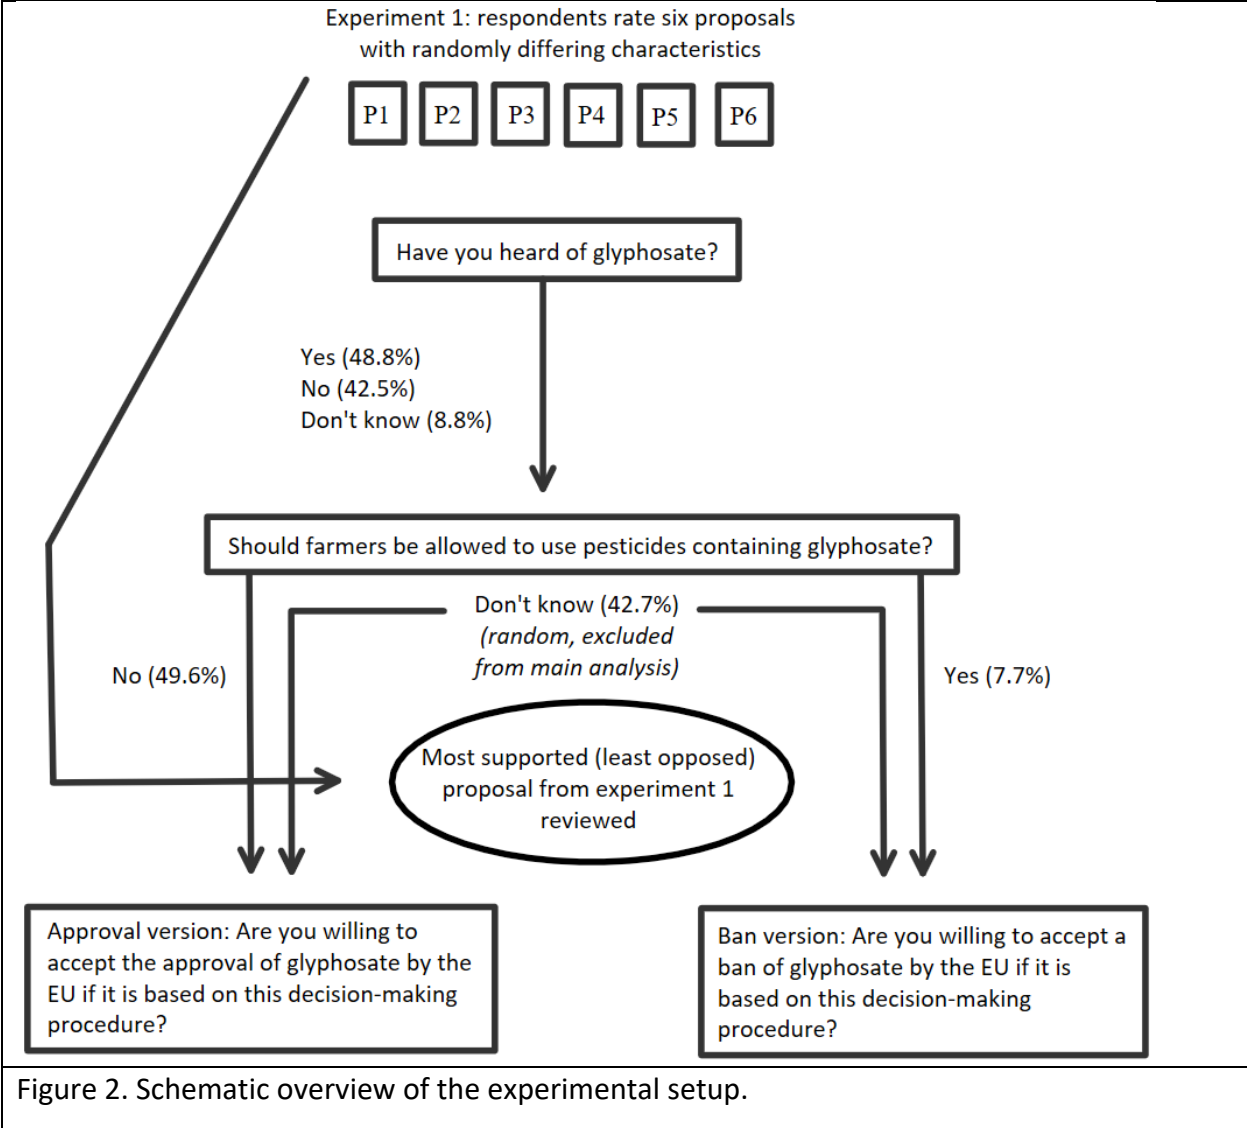 Experiment 1: respondents rate six proposals
with randomly differing characteristics
P1 P2 P3 P4 P5 P6
Have you heard of glyphosate?
Yes (48.8%)
No (42.5%)
Don't know (8.8%)
Should farmers be allowed to use pesticides containing glyphosate?
Don't know (42.7%)
(random, excluded
from main analysis)
No (49.6%)
Yes (7.7%)
Most supported (least opposed)
proposal from experiment 1
reviewed
Approval version: Are you willing to
accept the approval of glyphosate by the
EU if it is based on this decision-making
procedure?
Ban version: Are you willing to accept a
ban of glyphosate by the EU if it is
based on this decision-making
procedure?
Figure 2. Schematic overview of the experimental setup.